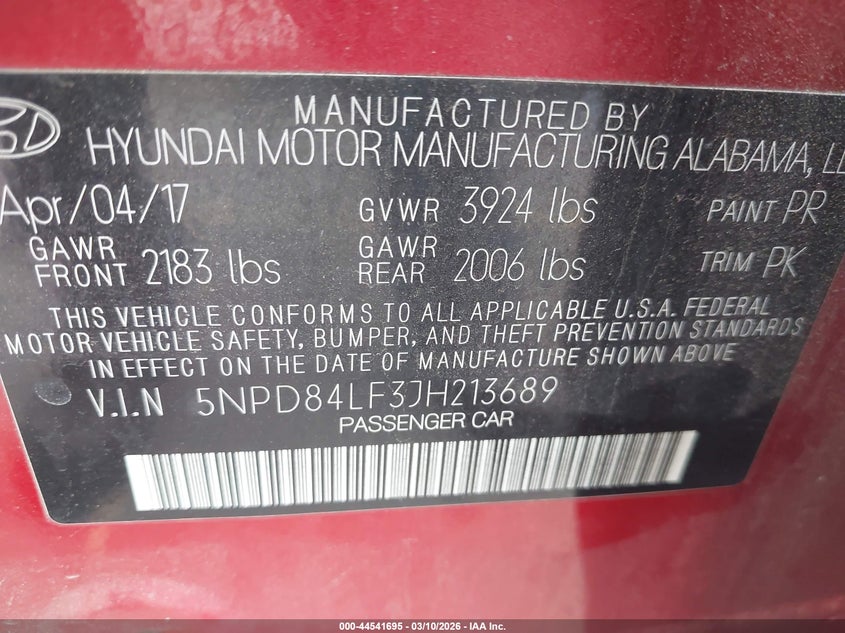 MANUFACTURED BY
HYUNDAI MOTOR MANUFACTURING ALABAMA, LL
Apr/04/17 GVWR 3924 lbs PAINT PR
GAWR FRONT 2183 lbs GAWR REAR 2006 lbs TRIM PK
THIS VEHICLE CONFORMS TO ALL APPLICABLE U.S.A. FEDERAL
MOTOR VEHICLE SAFETY, BUMPER, AND THEFT PREVENTION STANDARDS
IN EFFECT ON THE DATE OF MANUFACTURE SHOWN ABOVE
V.I.N 5NPD84LF3JH213689
PASSENGER CAR
000-44541695 — 03/10/2026 — IAA Inc.